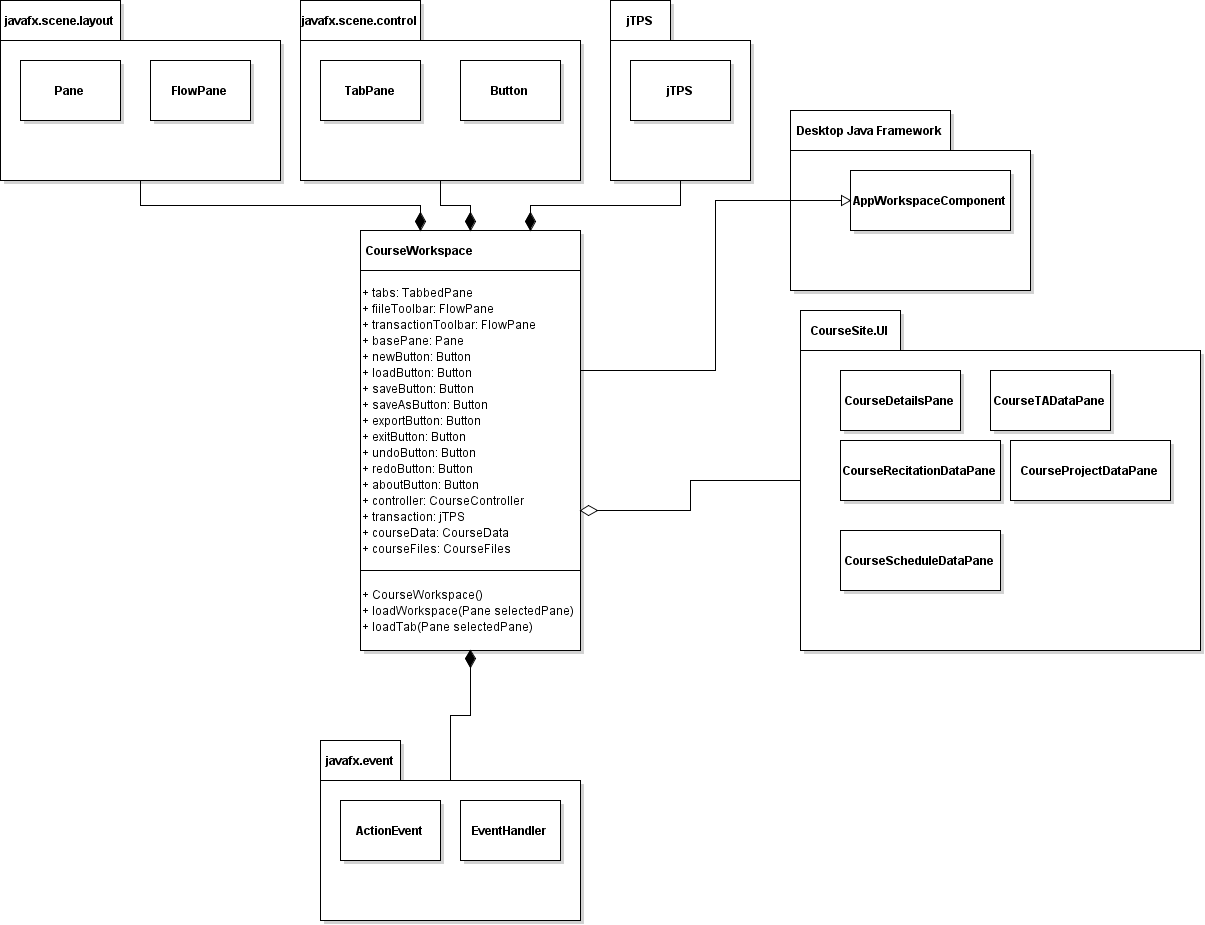 javafx.scene.layout
Pane
FlowPane
javafx.scene.control
TabPane
Button
jTPS
jTPS
Desktop Java Framework
AppWorkspaceComponent
CourseWorkspace
+ tabs: TabbedPane
+ fiileToolbar: FlowPane
+ transactionToolbar: FlowPane
+ basePane: Pane
+ newButton: Button
+ loadButton: Button
+ saveButton: Button
+ saveAsButton: Button
+ exportButton: Button
+ exitButton: Button
+ undoButton: Button
+ redoButton: Button
+ aboutButton: Button
+ controller: CourseController
+ transaction: jTPS
+ courseData: CourseData
+ courseFiles: CourseFiles
+ CourseWorkspace()
+ loadWorkspace(Pane selectedPane)
+ loadTab(Pane selectedPane)
CourseSite.UI
CourseDetailsPane
CourseTADataPane
CourseRecitationDataPane
CourseProjectDataPane
CourseScheduleDataPane
javafx.event
ActionEvent
EventHandler